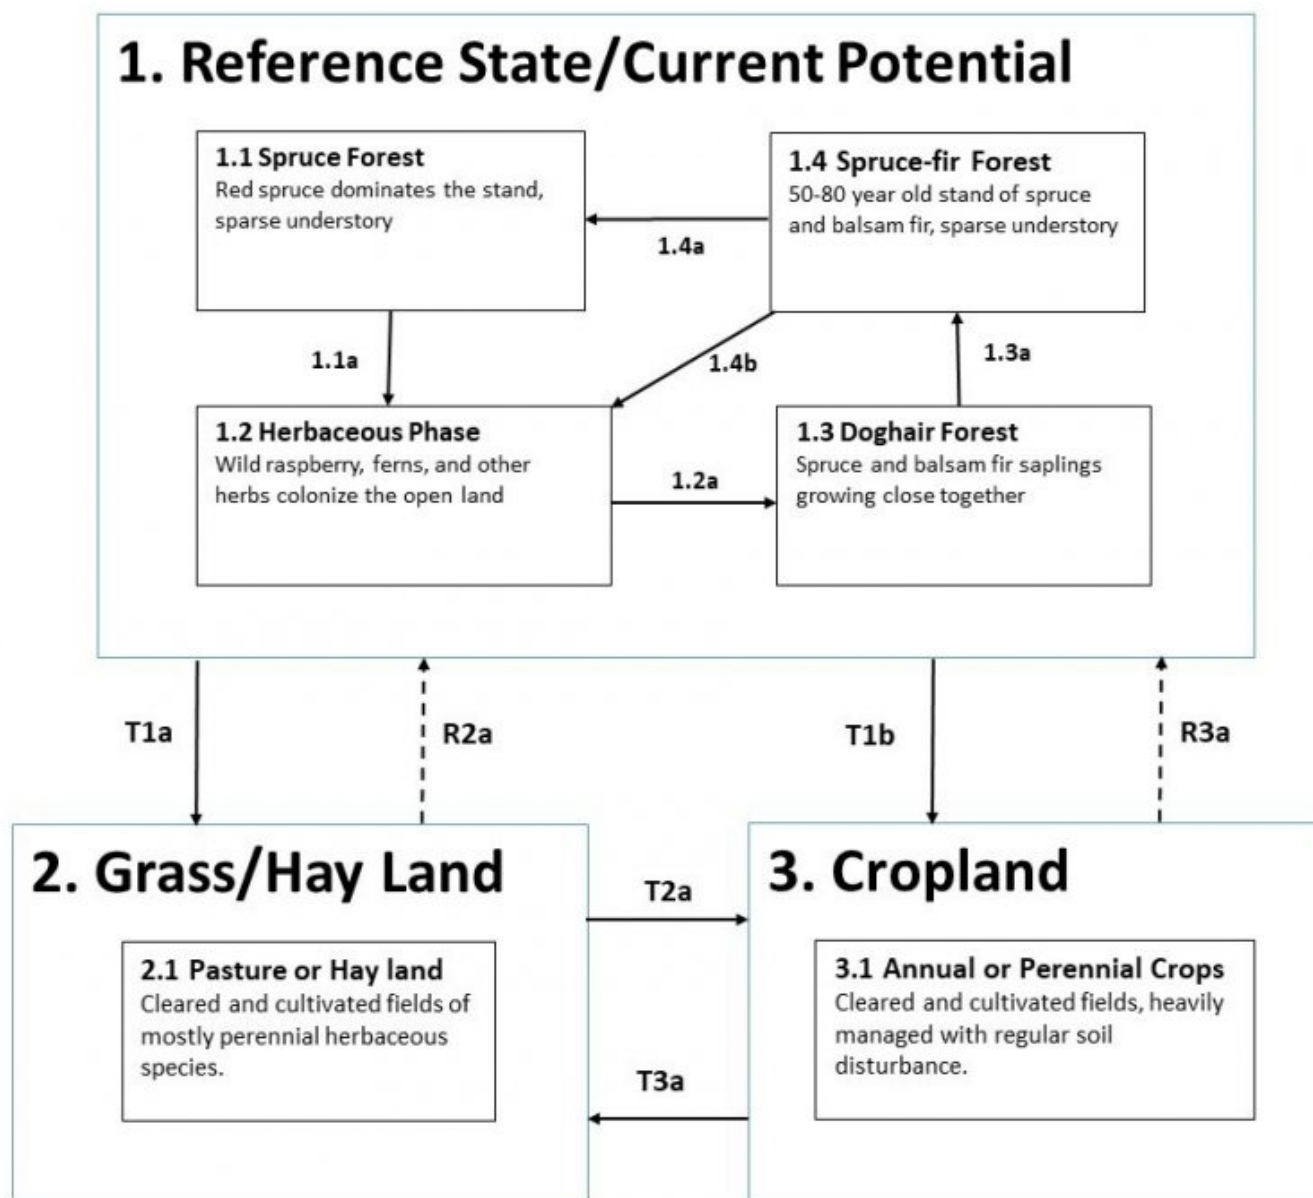 1. Reference State/Current Potential
1.1 Spruce Forest
Red spruce dominates the stand,
sparse understory
1.4 Spruce-fir Forest
50-80 year old stand of spruce
and balsam fir, sparse understory
1.4a
1.1a
1.4b
1.3a
1.2 Herbaceous Phase
Wild raspberry, ferns, and other
herbs colonize the open land
1.2a
1.3 Doghair Forest
Spruce and balsam fir saplings
growing close together
T1a
R2a
T1b
R3a
2. Grass/Hay Land
T2a
3. Cropland
2.1 Pasture or Hay land
Cleared and cultivated fields of
mostly perennial herbaceous
species.
3.1 Annual or Perennial Crops
Cleared and cultivated fields, heavily
managed with regular soil
disturbance.
T3a